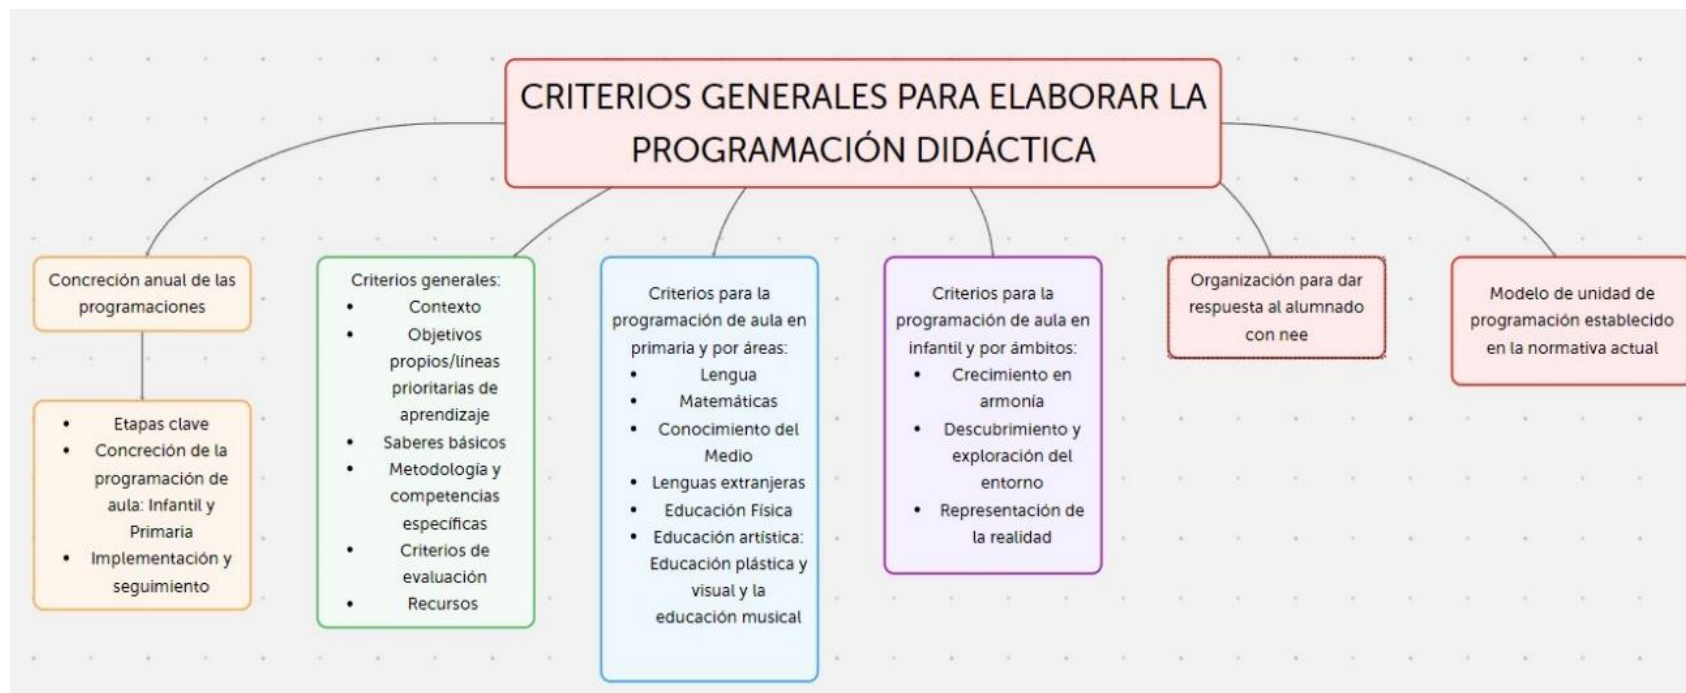 CRITERIOS GENERALES PARA ELABORAR LA
PROGRAMACIÓN DIDÁCTICA
Concreción anual de las
programaciones
• Etapas clave
• Concreción de la
programación de
aula: Infantil y
Primaria
• Implementación y
seguimiento
Criterios generales:
• Contexto
• Objetivos
propios/líneas
prioritarias de
aprendizaje
• Saberes básicos
• Metodología y
competencias
específicas
• Criterios de
evaluación
• Recursos
Criterios para la
programación de aula en
primaria y por áreas:
• Lengua
• Matemáticas
• Conocimiento del
Medio
• Lenguas extranjeras
• Educación Física
• Educación artística:
Educación plástica y
visual y la
educación musical
Criterios para la
programación de aula en
infantil y por ámbitos:
• Crecimiento en
armonía
• Descubrimiento y
exploración del
entorno
• Representación de
la realidad
Organización para dar
respuesta al alumnado
con nee
Modelo de unidad de
programación establecido
en la normativa actual